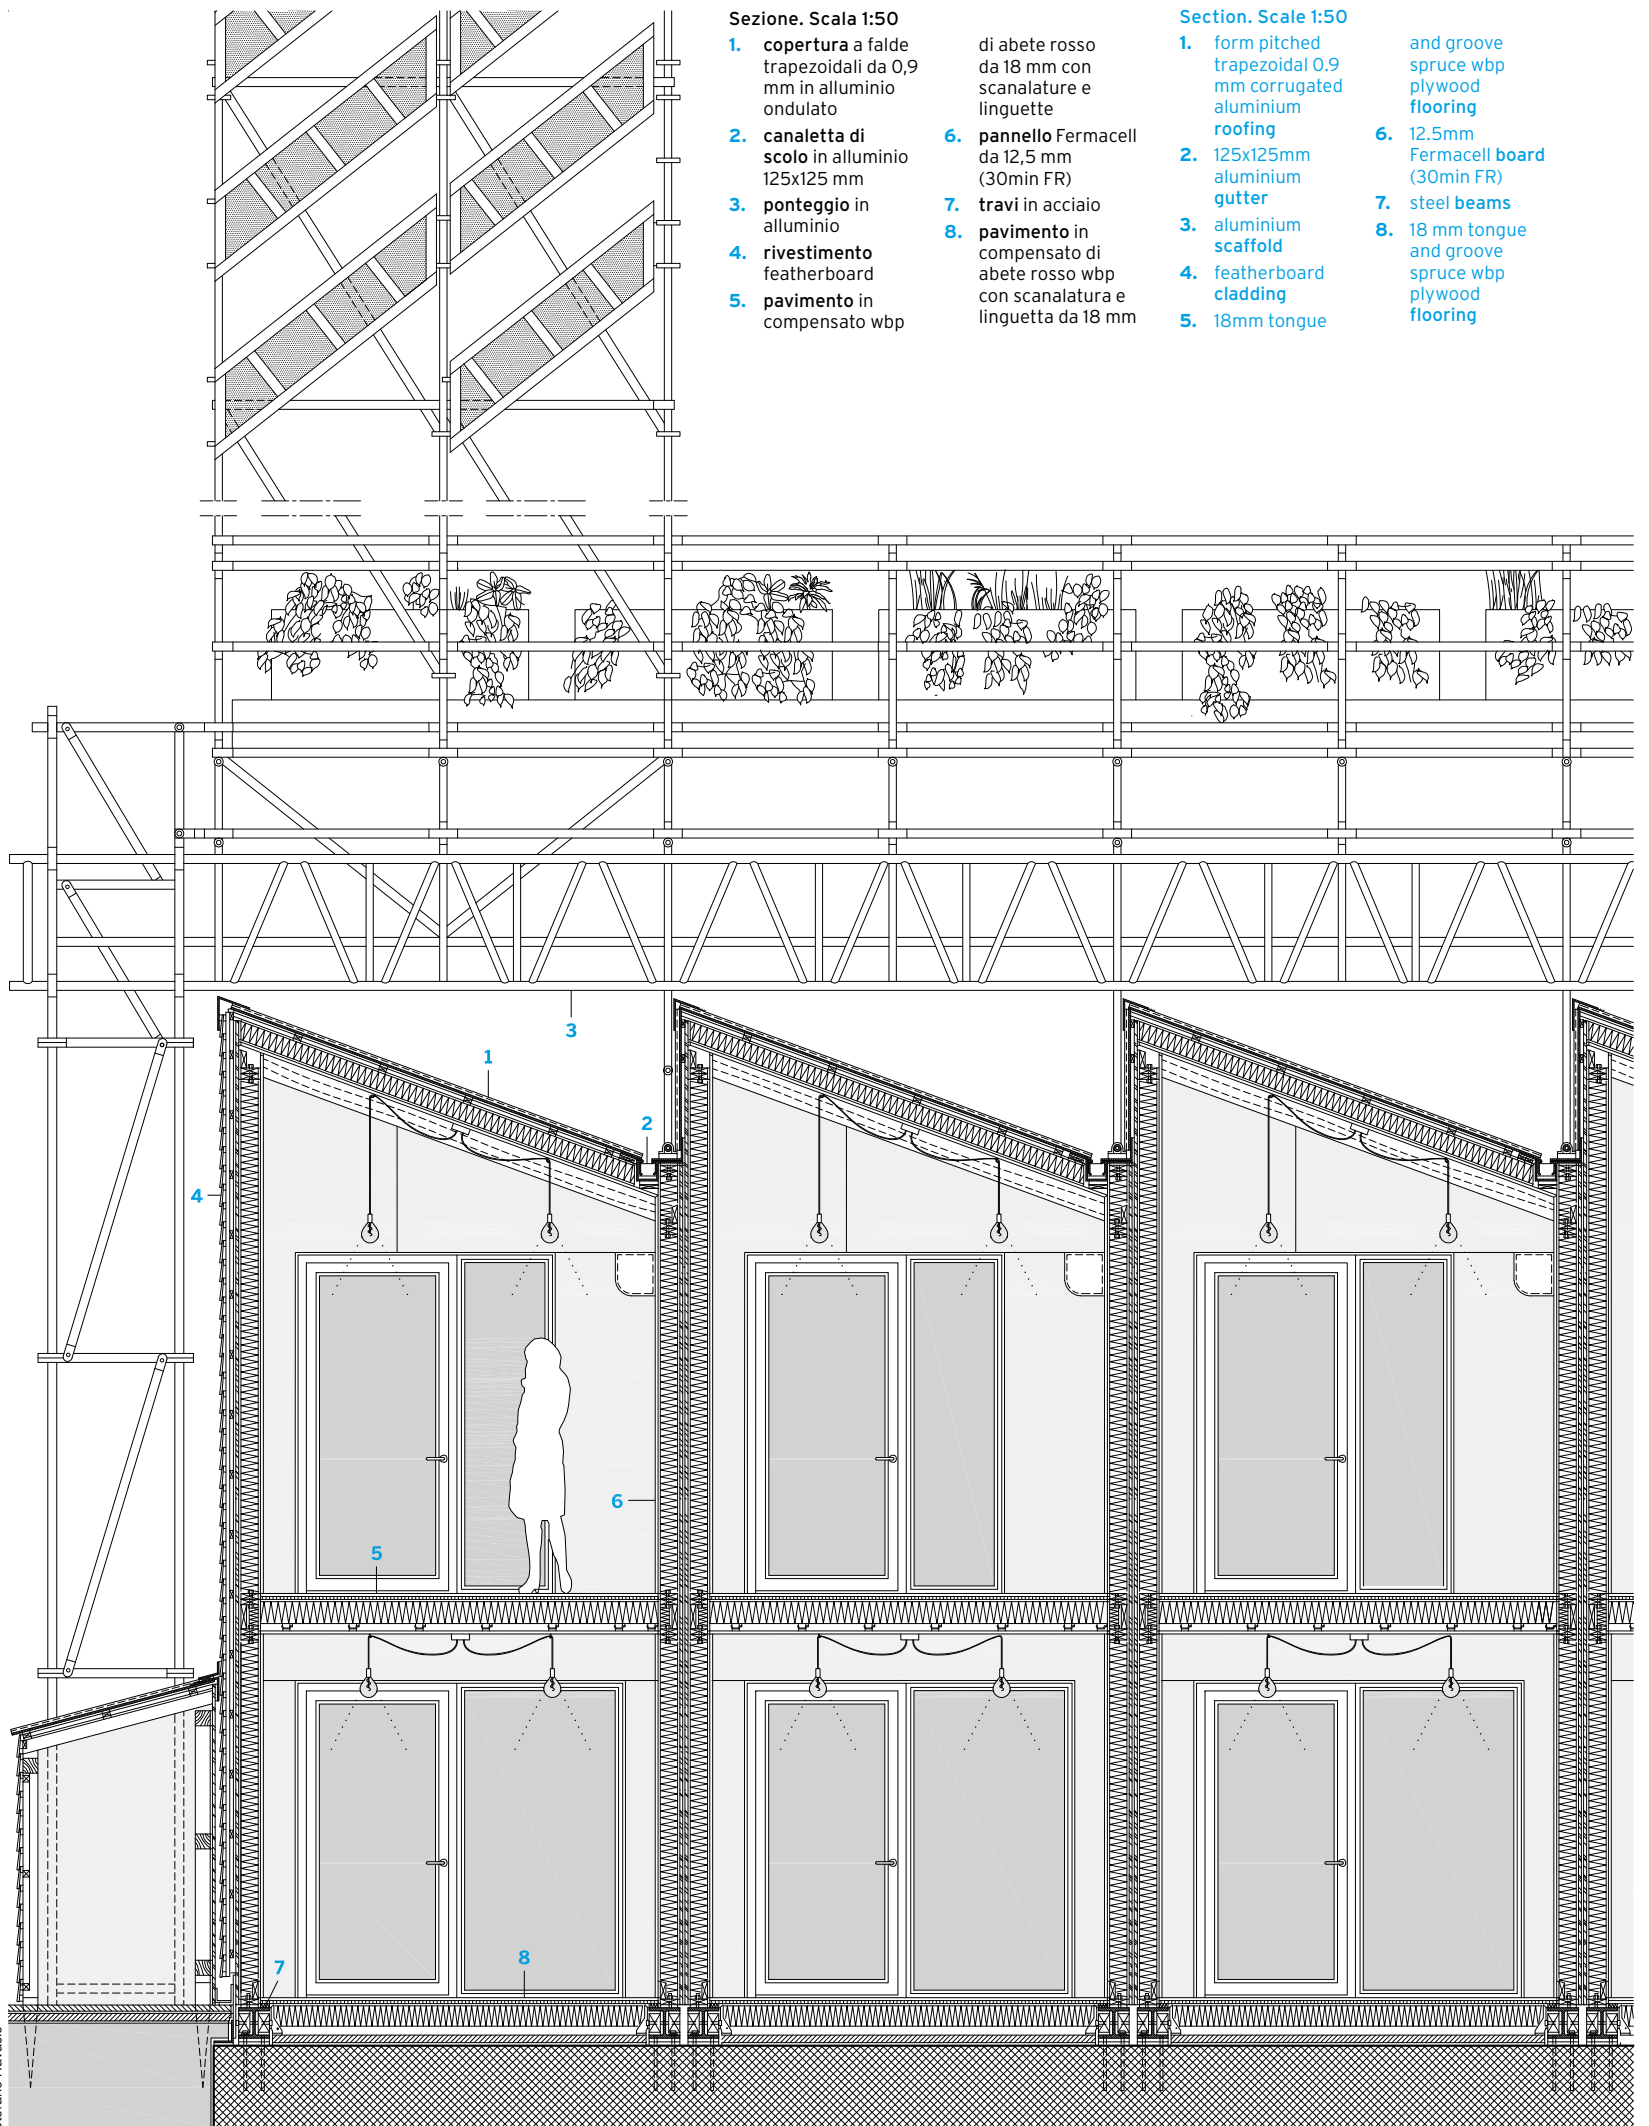 Sezione. Scala 1:50
1. copertura a falde
trapezoidali da 0,9
mm in alluminio
ondulato
2. canaletta di
scolo in alluminio
125x125 mm
3. ponteggio in
alluminio
4. rivestimento
featherboard
5. pavimento in
compensato wbp
di abete rosso
da 18 mm con
scanalature e
linguette
6. pannello Fermacell
da 12,5 mm
(30min FR)
7. travi in acciaio
8. pavimento in
compensato di
abete rosso wbp
con scanalatura e
linguetta da 18 mm
Section. Scale 1:50
1. form pitched
trapezoidal 0.9
mm corrugated
aluminium
roofing
2. 125x125mm
aluminium
gutter
3. aluminium
scaffold
4. featherboard
cladding
5. 18mm tongue
and groove
spruce wbp
plywood
flooring
6. 12.5mm
Fermacell board
(30min FR)
7. steel beams
8. 18 mm tongue
and groove
spruce wbp
plywood
flooring
3
1
2
4
6
5
8
7